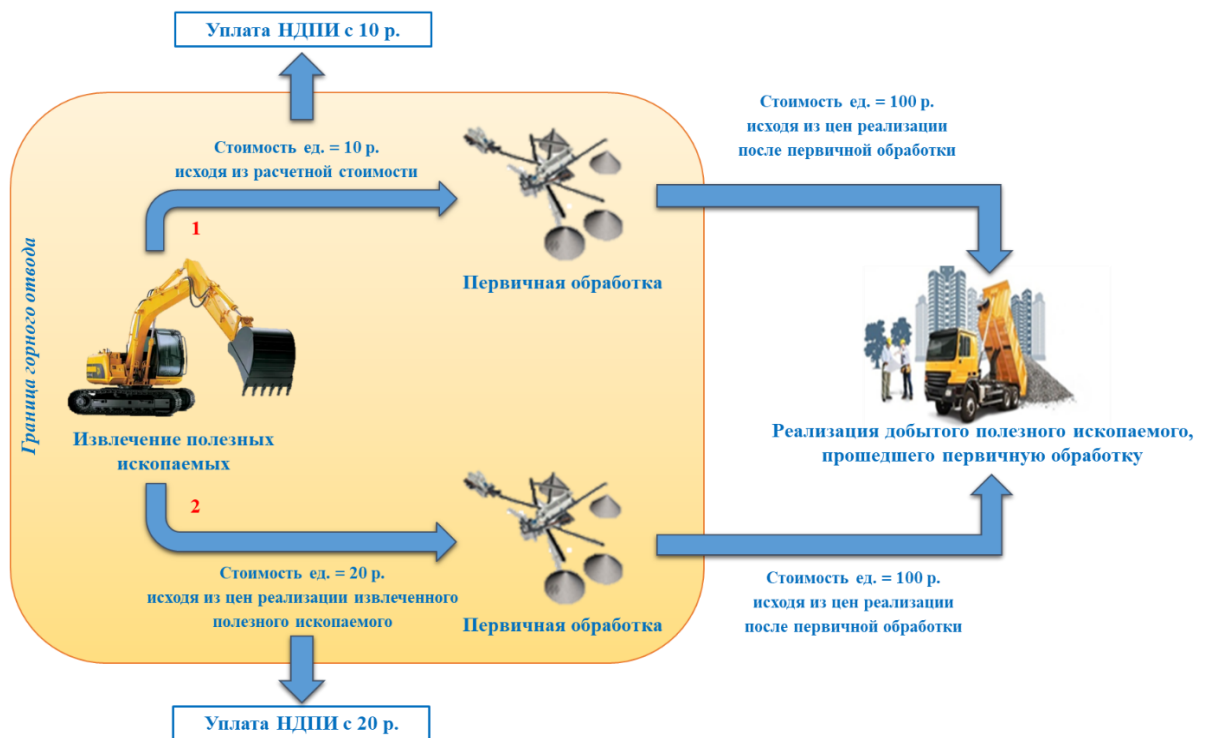 Уплата НДПИ с 10 р.
Стоимость ед. = 10 р.
исходя из расчетной стоимости
Стоимость ед. = 100 р.
исходя из цен реализации
после первичной обработки
1
Первичная обработка
Граница горного отвода
Извлечение полезных
ископаемых
Реализация добытого полезного ископаемого,
прошедшего первичную обработку
2
Стоимость ед. = 20 р.
исходя из цен реализации извлеченного
полезного ископаемого
Первичная обработка
Стоимость ед. = 100 р.
исходя из цен реализации
после первичной обработки
Уплата НДПИ с 20 р.